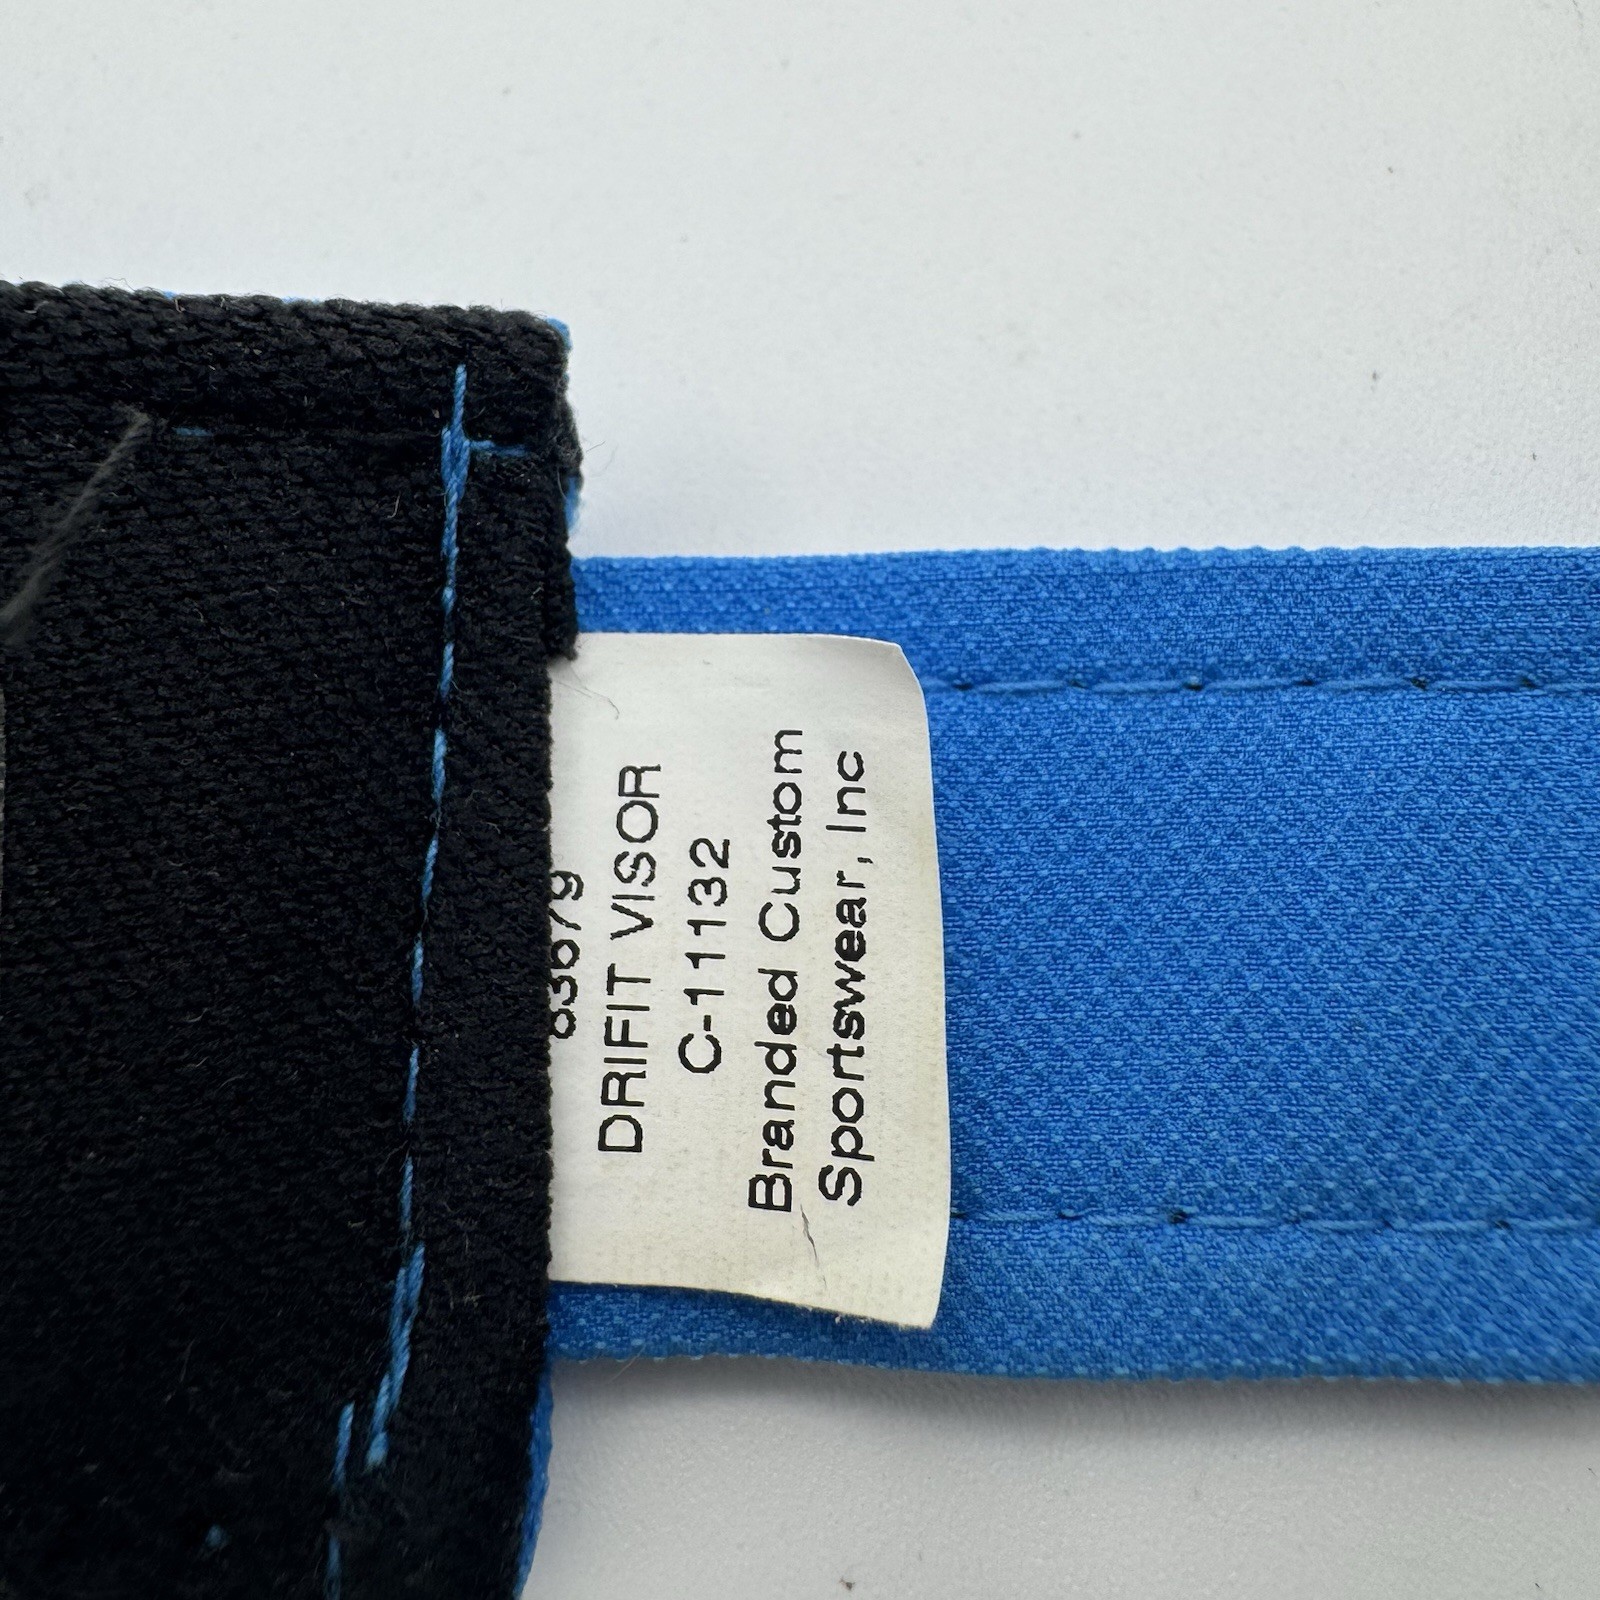 DRIFIT VISOR
C-11132
Branded Custom
Sportswear, Inc